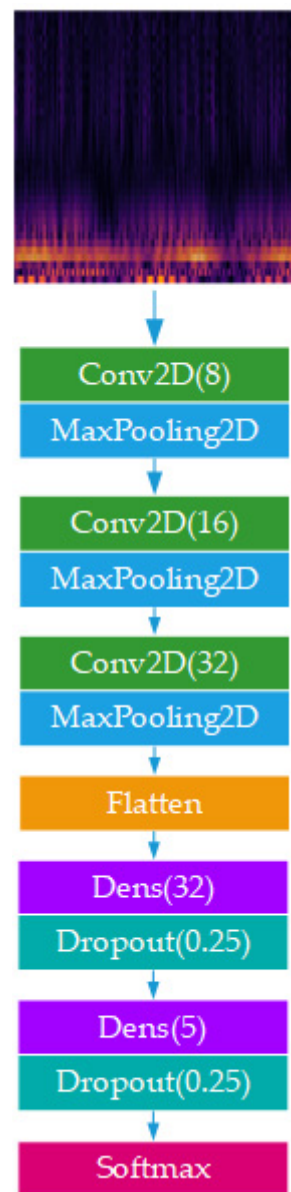 Conv2D(8)
MaxPooling2D
Conv2D(16)
MaxPooling2D
Conv2D(32)
MaxPooling2D
Flatten
Dens(32)
Dropout(0.25)
Dens(5)
Dropout(0.25)
Softmax